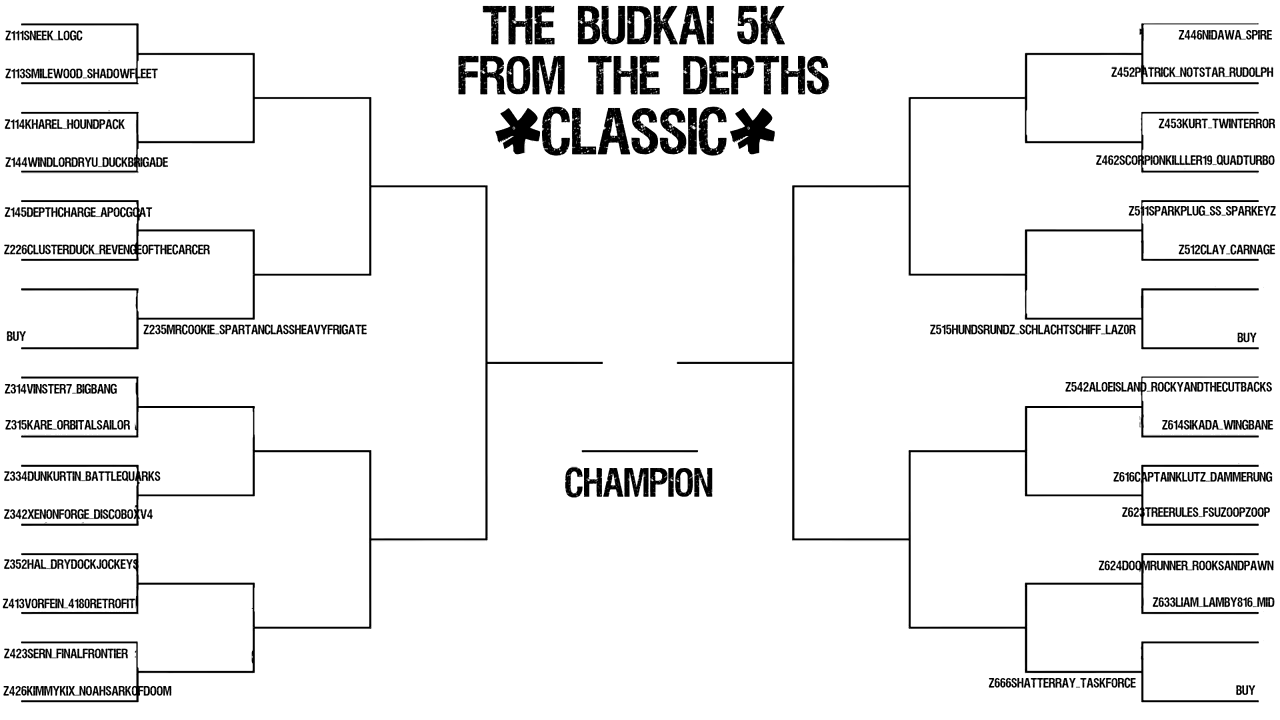 THE BUDKAI 5K
FROM THE DEPTHS
*CLASSIC*
Z111SNEEK_LOGC
Z113SMILEWOOD_SHADOWFLEET
Z114KHAREL_HOUNDPACK
Z144WINDLORDRYU_DUCKBRIGADE
Z145DEPTHCHARGE_APOCGOAT
Z226CLUSTERDUCK_REVENGEOFTHECARCER
BUY
Z235MRCOOKIE_SPARTANCLASSHEAVYFRIGATE
Z314VINSTER7_BIGBANG
Z315KARE_ORBITALSAILOR
Z334DUNKURTIN_BATTLEQUARKS
Z342XENONFORGE_DISCOBOXV4
Z352HAL_DRYDOCKJOCKEYS
Z413VORFEIN_4180RETROFIT
Z423SERN_FINALFRONTIER
Z426KIMMYKIX_NOAHSARKOFDOOM
CHAMPION
Z446NIDAWA_SPIRE
Z452PATRICK_NOTSTAR_RUDOLPH
Z453KURT_TWINTERROR
Z462SCORPIONKILLLER19_QUADTURBO
Z511SPARKPLUG_SS_SPARKEYZ
Z512CLAY_CARNAGE
Z515HUNDSRUNDZ_SCHLACHTSCHIFF_LAZ0R
BUY
Z542ALOEISLAND_ROCKYANDTHECUTBACKS
Z614SIKADA_WINGBANE
Z616CAPTAINKLUTZ_DAMMERUNG
Z623TREERULES_FSUZOOPZOOP
Z624DOOMRUNNER_ROOKSANDPAWN
Z633LIAM_LAMBY816_MID
Z666SHATTERRAY_TASKFORCE
BUY